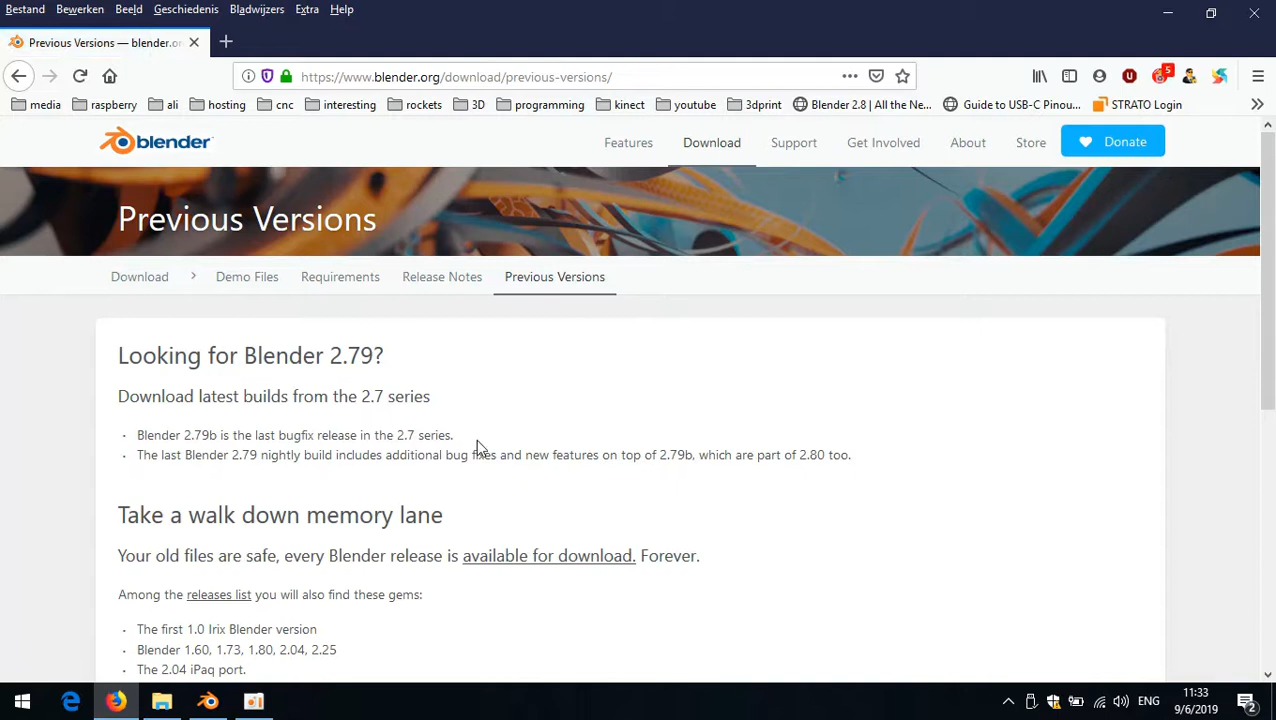 Bestand Bewerken Beeld Geschiedenis Bladwijzers Extra Help
Previous Versions — blender.or
https://www.blender.org/download/previous-versions/
5
media raspberry ali hosting cnc interesting rockets 3D programming kinect youtube 3dprint Blender 2.8 | All the Ne... Guide to USB-C Pinou... STRATO Login
blender Features Download Support Get Involved About Store Donate
Previous Versions
Download Demo Files Requirements Release Notes Previous Versions
Looking for Blender 2.79?
Download latest builds from the 2.7 series
Blender 2.79b is the last bugfix release in the 2.7 series.
The last Blender 2.79 nightly build includes additional bug and new features on top of 2.79b, which are part of 2.80 too.
Take a walk down memory lane
Your old files are safe, every Blender release is available for download. Forever.
Among the releases list you will also find these gems:
The first 1.0 Irix Blender version
Blender 1.60, 1.73, 1.80, 2.04, 2.25
The 2.04 iPaq port.
ENG
11:33
9/6/2019
2